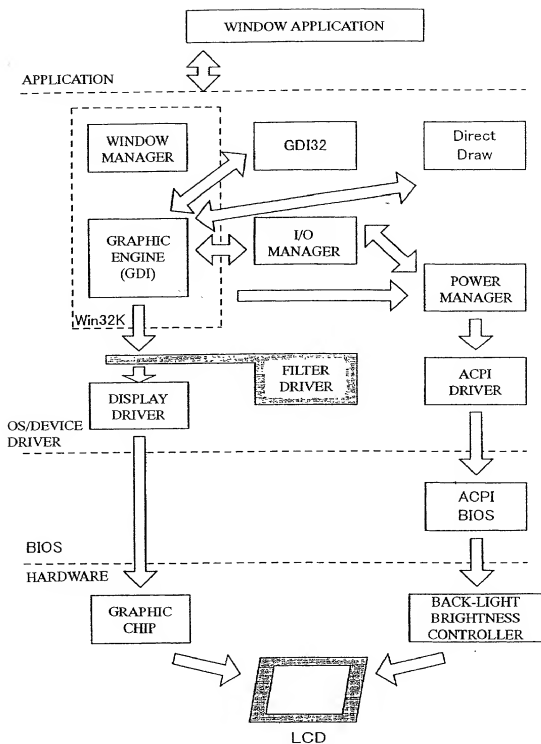 WINDOW APPLICATION
APPLICATION
WINDOW
MANAGER
GDI32
Direct
Draw
GRAPHIC
ENGINE
(GDI)
I/O
MANAGER
POWER
MANAGER
Win32K
FILTER
DRIVER
DISPLAY
DRIVER
ACPI
DRIVER
OS/DEVICE
DRIVER
ACPI
BIOS
BIOS
HARDWARE
GRAPHIC
CHIP
BACK-LIGHT
BRIGHTNESS
CONTROLLER
LCD